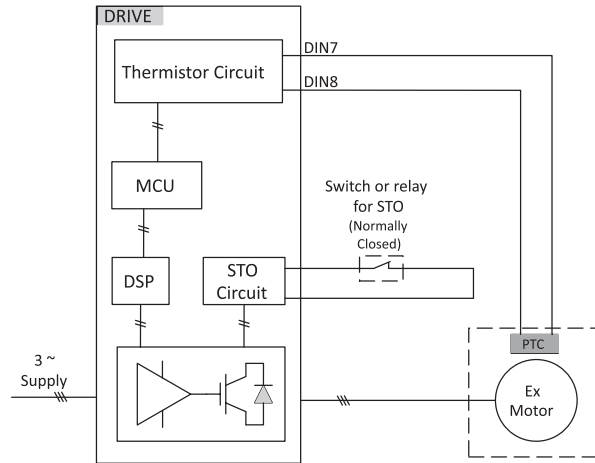 DRIVE
Thermistor Circuit
DIN7
DIN8
MCU
Switch or relay
for STO
(Normally
Closed)
DSP
STO
Circuit
PTC
3 ~
Supply
Ex
Motor